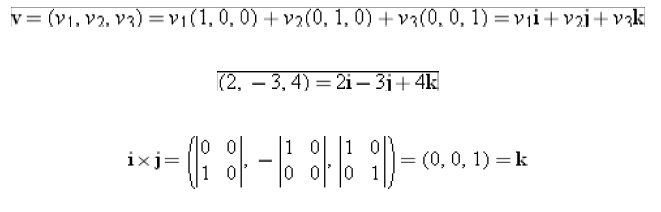 v = (v₁, v₂, v₃) = v₁(1, 0, 0) + v₂(0, 1, 0) + v₃(0, 0, 1) = v₁i + v₂j + v₃k
(2, −3, 4) = 2i − 3j + 4k
i × j = (|0 0; 1 0|, −|1 0; 0 0|, |1 0; 0 1|) = (0, 0, 1) = k